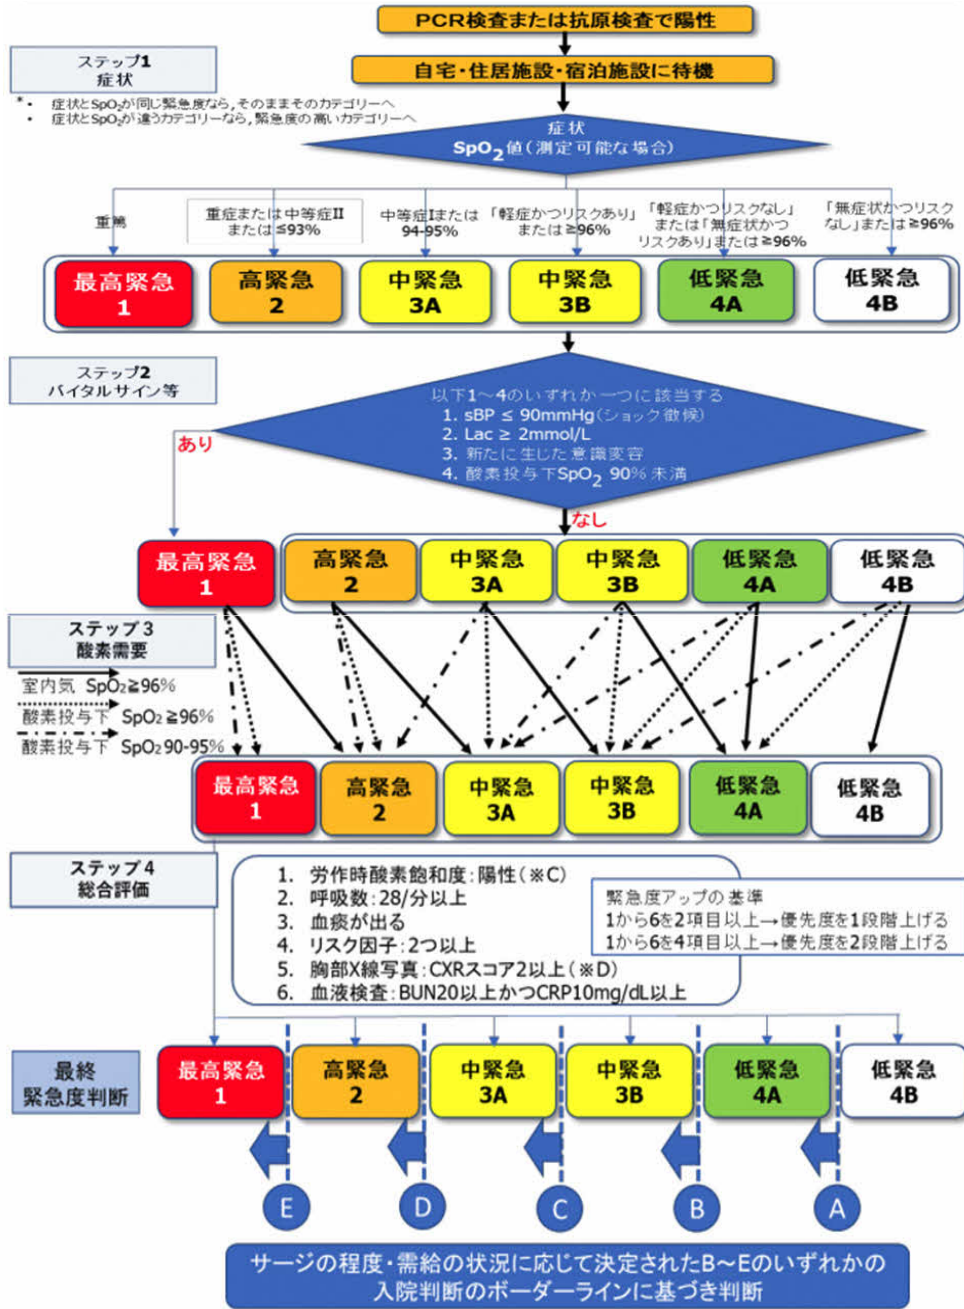 PCR検査または抗原検査で陽性
自宅・住居施設・宿泊施設に待機
ステップ1
症状
*・ 症状とSpO₂が同じ緊急度なら,そのままそのカテゴリーへ
・ 症状とSpO₂が違うカテゴリーなら,緊急度の高いカテゴリーへ
症状
SpO₂値(測定可能な場合)
重篤
重症または中等症Ⅱ
または≦93%
中等症Ⅰまたは
94-95%
「軽症かつリスクあり」
または≧96%
「軽症かつリスクなし」
または「無症状かつ
リスクあり」または≧96%
「無症状かつリスク
なし」または≧96%
最高緊急
1
高緊急
2
中緊急
3A
中緊急
3B
低緊急
4A
低緊急
4B
ステップ2
バイタルサイン等
以下1～4のいずれか一つに該当する
1. sBP ≤ 90mmHg(ショック徴候)
2. Lac ≥ 2mmol/L
3. 新たに生じた意識変容
4. 酸素投与下SpO₂ 90%未満
あり
なし
最高緊急
1
高緊急
2
中緊急
3A
中緊急
3B
低緊急
4A
低緊急
4B
ステップ3
酸素需要
室内気 SpO₂≧96%
酸素投与下 SpO₂≧96%
酸素投与下 SpO₂90-95%
最高緊急
1
高緊急
2
中緊急
3A
中緊急
3B
低緊急
4A
低緊急
4B
ステップ4
総合評価
1. 労作時酸素飽和度:陽性(※C)
2. 呼吸数:28/分以上
3. 血痰が出る
4. リスク因子:2つ以上
5. 胸部X線写真:CXRスコア2以上(※D)
6. 血液検査:BUN20以上かつCRP10mg/dL以上
緊急度アップの基準
1から6を2項目以上→優先度を1段階上げる
1から6を4項目以上→優先度を2段階上げる
最終
緊急度判断
最高緊急
1
高緊急
2
中緊急
3A
中緊急
3B
低緊急
4A
低緊急
4B
E
D
C
B
A
サージの程度・需給の状況に応じて決定されたB～Eのいずれかの
入院判断のボーダーラインに基づき判断